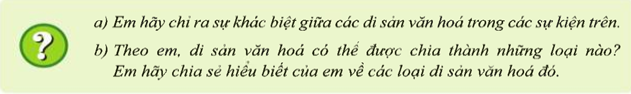 ?
a) Em hãy chỉ ra sự khác biệt giữa các di sản văn hoá trong các sự kiện trên.
b) Theo em, di sản văn hoá có thể được chia thành những loại nào?
Em hãy chia sẻ hiểu biết của em về các loại di sản văn hoá đó.